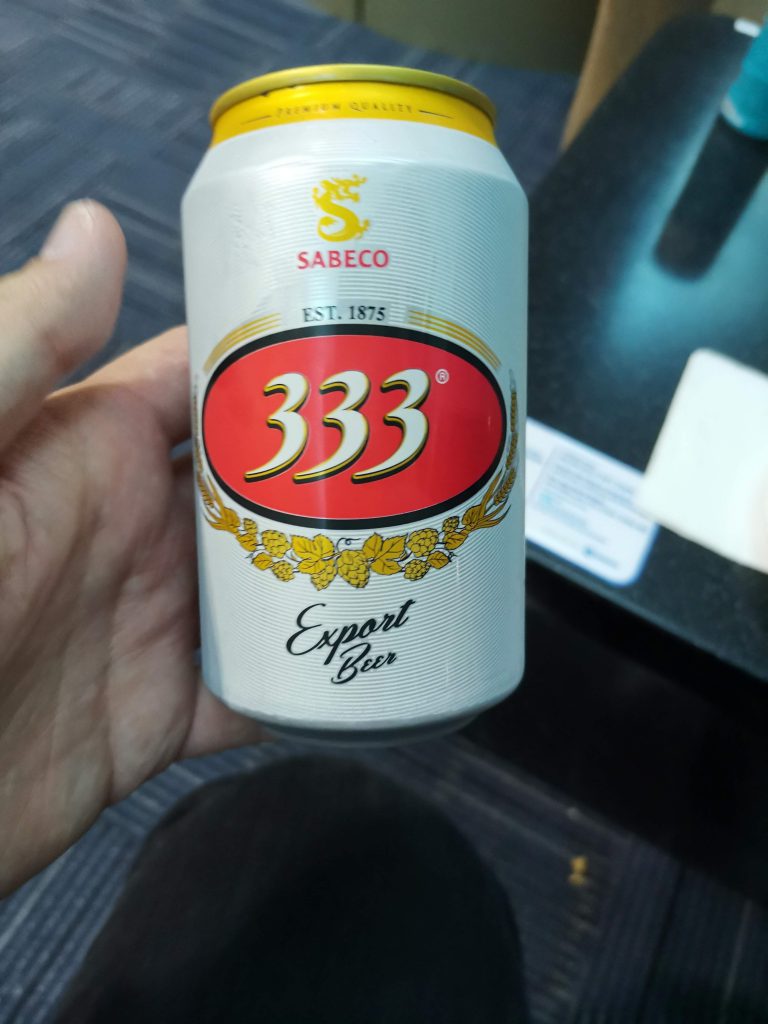 PREMIUM QUALITY
SABECO
EST. 1875
333®
Export
Beer